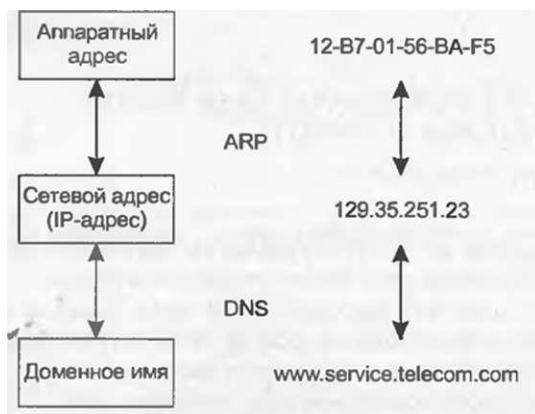 Аппаратный
адрес
12-B7-01-56-BA-F5
ARP
Сетевой адрес
(IP-адрес)
129.35.251.23
DNS
Доменное имя
www.service.telecom.com